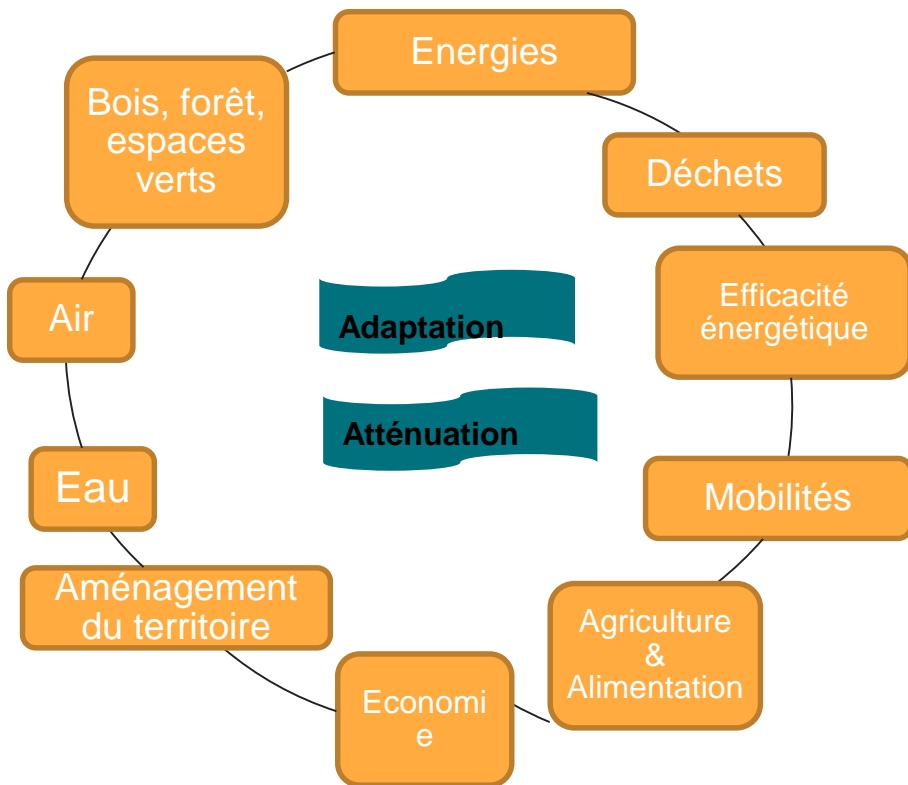 Energies
Bois, forêt,
espaces
verts
Déchets
Efficacité
énergétique
Air
Adaptation
Atténuation
Eau
Mobilités
Aménagement
du territoire
Agriculture
&
Alimentation
Economi
e